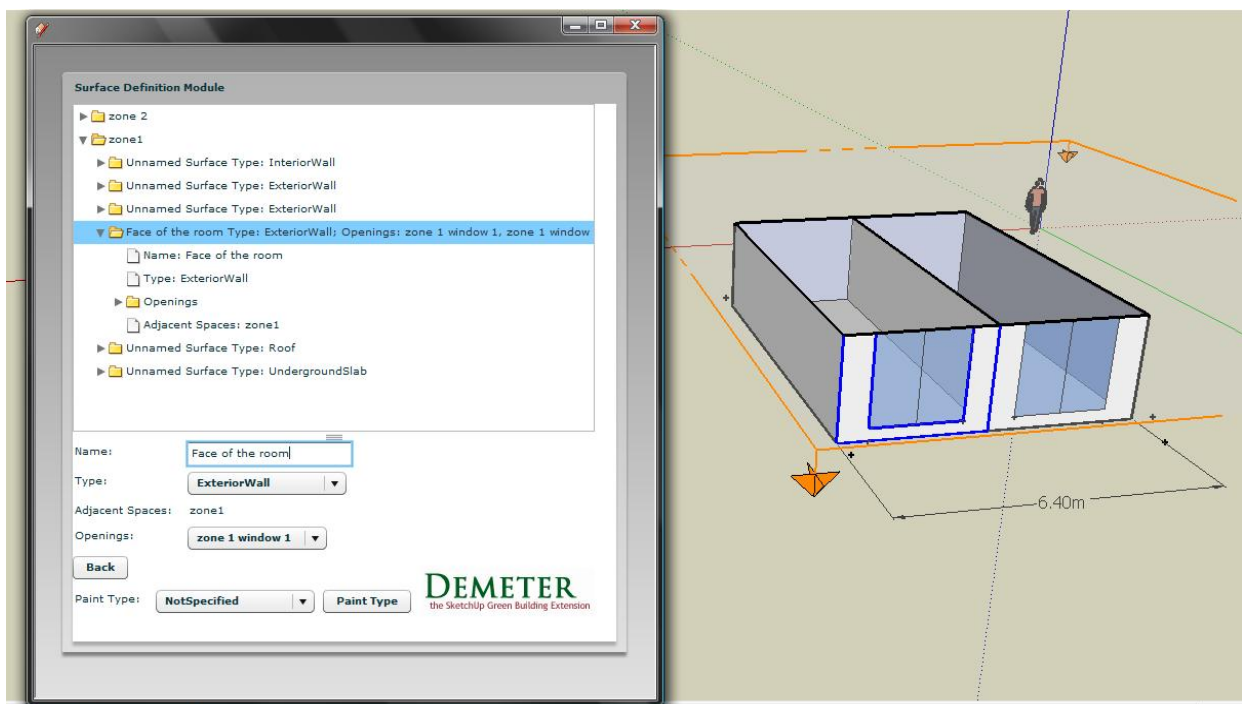 X
Surface Definition Module
zone 2
zone1
Unnamed Surface Type: InteriorWall
Unnamed Surface Type: ExteriorWall
Unnamed Surface Type: ExteriorWall
Face of the room Type: ExteriorWall; Openings: zone 1 window 1, zone 1 window
Name: Face of the room
Type: ExteriorWall
Openings
Adjacent Spaces: zone1
Unnamed Surface Type: Roof
Unnamed Surface Type: UndergroundSlab
Name: Face of the room
Type: ExteriorWall
Adjacent Spaces: zone1
Openings: zone 1 window 1
Back
Paint Type: NotSpecified Paint Type
DEMETER
the SketchUp Green Building Extension
6.40m